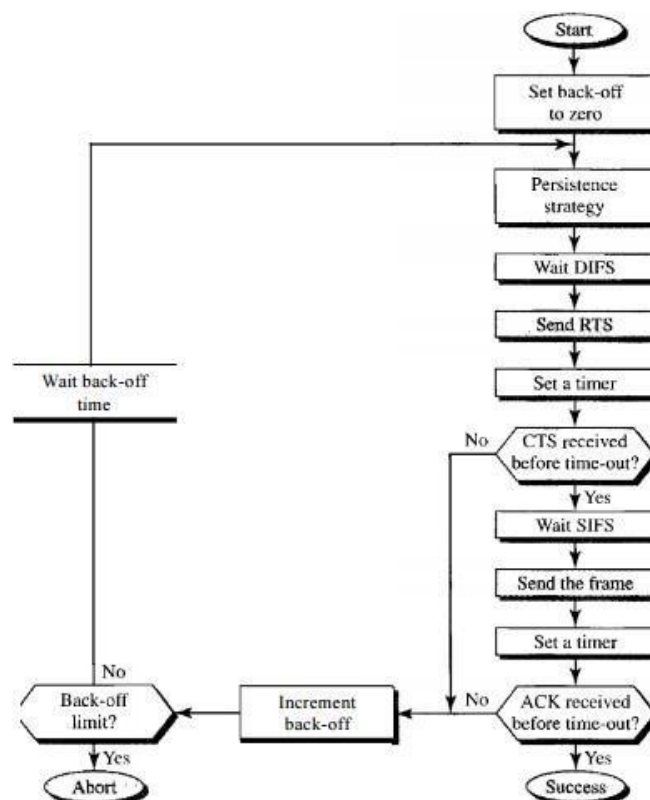 Start
Set back-off
to zero
Persistence
strategy
Wait DIFS
Send RTS
Wait back-off
time
Set a timer
No
CTS received
before time-out?
Yes
Wait SIFS
Send the frame
Set a timer
No
Back-off
limit?
Increment
back-off
No
ACK received
before time-out?
Yes
Yes
Abort
Success